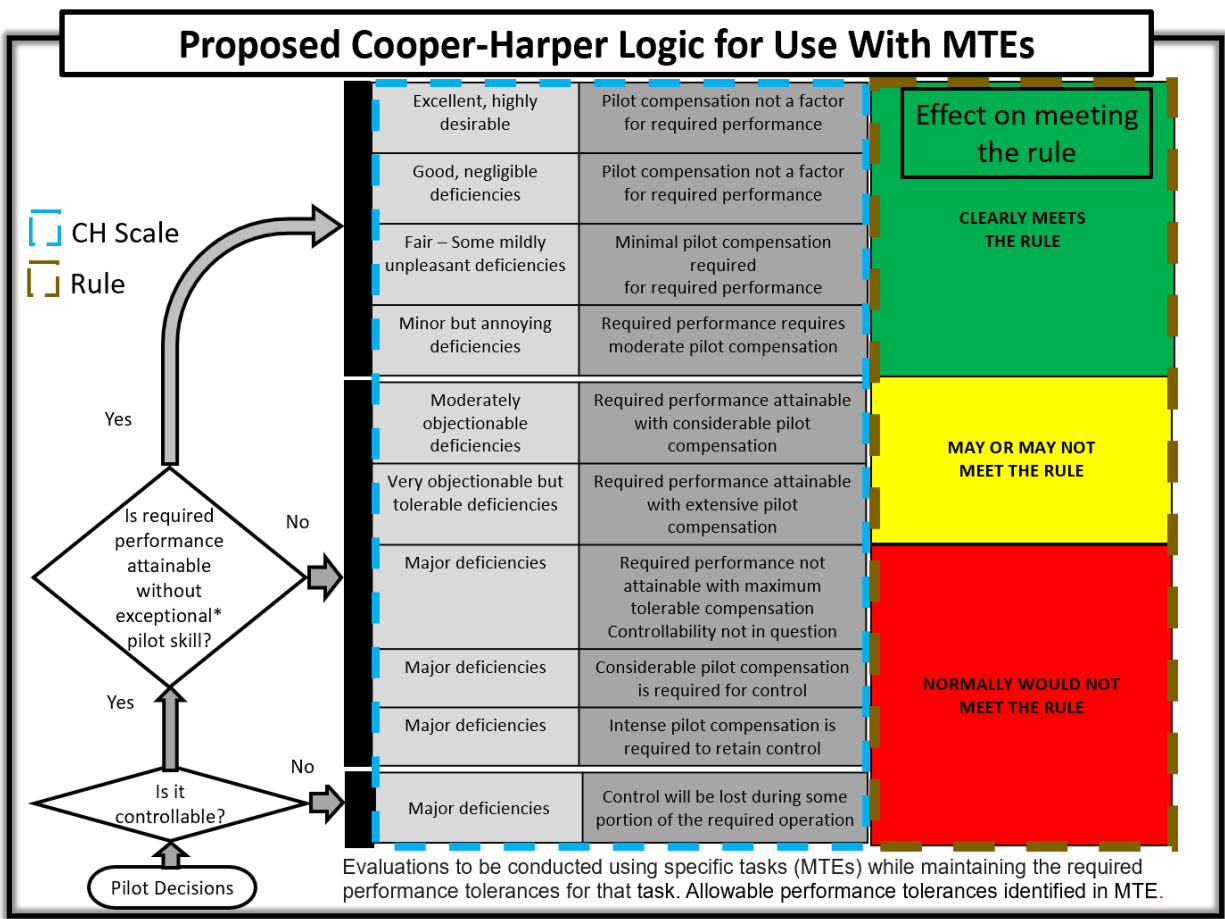 Proposed Cooper-Harper Logic for Use With MTEs
Excellent, highly
desirable
Pilot compensation not a factor
for required performance
Effect on meeting
the rule
Good, negligible
deficiencies
Pilot compensation not a factor
for required performance
CLEARLY MEETS
THE RULE
CH Scale
Rule
Fair – Some mildly
unpleasant deficiencies
Minimal pilot compensation
required
for required performance
Minor but annoying
deficiencies
Required performance requires
moderate pilot compensation
Yes
Moderately
objectionable
deficiencies
Required performance attainable
with considerable pilot
compensation
MAY OR MAY NOT
MEET THE RULE
Very objectionable but
tolerable deficiencies
Required performance attainable
with extensive pilot
compensation
Is required
performance
attainable
without
exceptional*
pilot skill?
No
Major deficiencies
Required performance not
attainable with maximum
tolerable compensation
Controllability not in question
Major deficiencies
Considerable pilot compensation
is required for control
NORMALLY WOULD NOT
MEET THE RULE
Yes
Major deficiencies
Intense pilot compensation is
required to retain control
Is it
controllable?
No
Major deficiencies
Control will be lost during some
portion of the required operation
Pilot Decisions
Evaluations to be conducted using specific tasks (MTEs) while maintaining the required
performance tolerances for that task. Allowable performance tolerances identified in MTE.